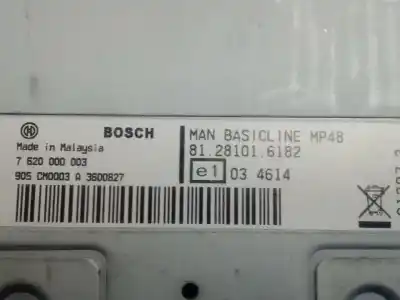 BOSCH
Made in Malaysia
7 620 000 003
905 CM0003 A 3600827
MAN BASICLINE MP48
81.28101.6182
e1 03 4614